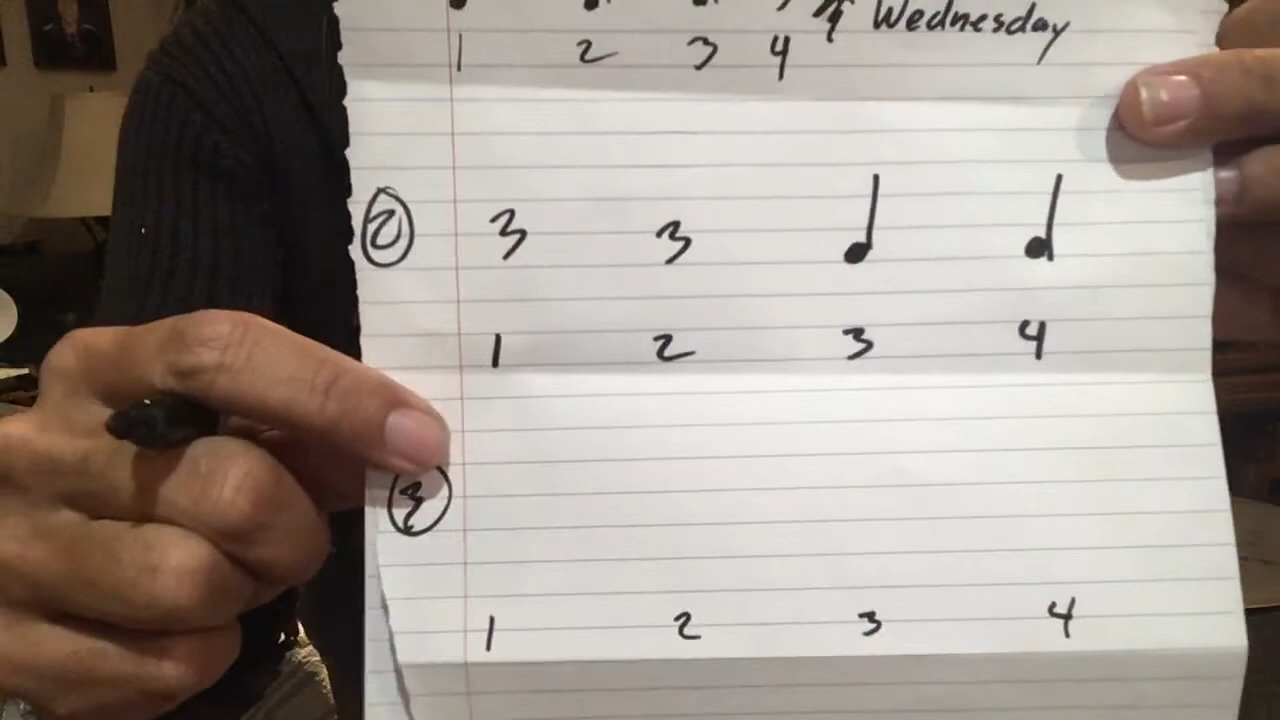 Wednesday
1 2 3 4
2 3 3
1 2 3 4
3
1 2 3 4